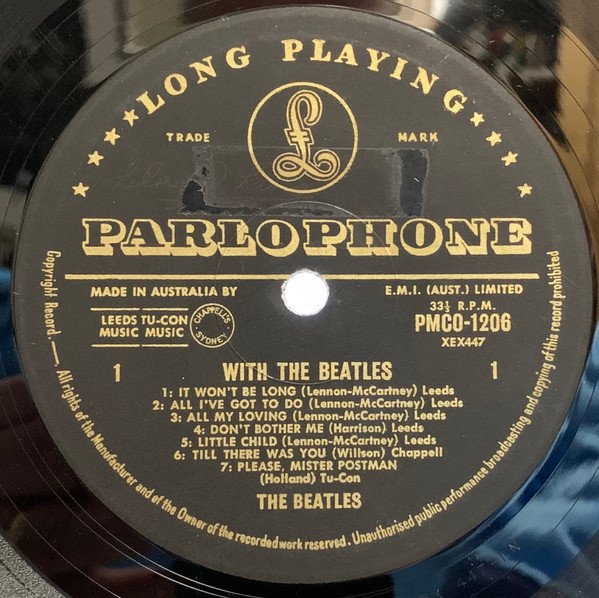 LONG PLAYING
TRADE MARK
£
PARLOPHONE
MADE IN AUSTRALIA BY E.M.I. (AUST.) LIMITED
33⅓ R.P.M.
LEEDS TU-CON
MUSIC MUSIC
CHAPPELL'S
SYDNEY
PMCO-1206
XEX447
1 WITH THE BEATLES 1
1: IT WON'T BE LONG (Lennon-McCartney) Leeds
2: ALL I'VE GOT TO DO (Lennon-McCartney) Leeds
3: ALL MY LOVING (Lennon-McCartney) Leeds
4: DON'T BOTHER ME (Harrison) Leeds
5: LITTLE CHILD (Lennon-McCartney) Leeds
6: TILL THERE WAS YOU (Willson) Chappell
7: PLEASE, MISTER POSTMAN
(Holland) Tu-Con
THE BEATLES
Copyright Record.—. All rights of the Manufacturer and of the Owner of the recorded work reserved. Unauthorised public performance broadcasting and copying of this record prohibited